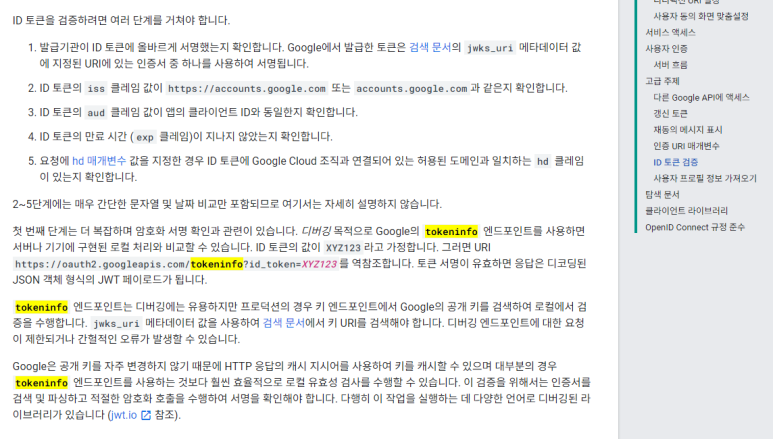 ID 토큰을 검증하려면 여러 단계를 거쳐야 합니다.
1. 발급기관이 ID 토큰에 올바르게 서명했는지 확인합니다. Google에서 발급한 토큰은 검색 문서의 jwks_uri 메타데이터 값
에 지정된 URI에 있는 인증서 중 하나를 사용하여 서명됩니다.
2. ID 토큰의 iss 클레임 값이 https://accounts.google.com 또는 accounts.google.com과 같은지 확인합니다.
3. ID 토큰의 aud 클레임 값이 앱의 클라이언트 ID와 동일한지 확인합니다.
4. ID 토큰의 만료 시간 (exp 클레임)이 지나지 않았는지 확인합니다.
5. 요청에 hd 매개변수 값을 지정한 경우 ID 토큰에 Google Cloud 조직과 연결되어 있는 허용된 도메인과 일치하는 hd 클레임
이 있는지 확인합니다.
2~5단계에는 매우 간단한 문자열 및 날짜 비교만 포함되므로 여기서는 자세히 설명하지 않습니다.
첫 번째 단계는 더 복잡하며 암호화 서명 확인과 관련이 있습니다. 디버깅 목적으로 Google의 tokeninfo 엔드포인트를 사용하면
서버나 기기에 구현된 로컬 처리와 비교할 수 있습니다. ID 토큰의 값이 XYZ123라고 가정합니다. 그러면 URI
https://oauth2.googleapis.com/tokeninfo?id_token=XYZ123를 역참조합니다. 토큰 서명이 유효하면 응답은 디코딩된
JSON 객체 형식의 JWT 페이로드가 됩니다.
tokeninfo 엔드포인트는 디버깅에는 유용하지만 프로덕션의 경우 키 엔드포인트에서 Google의 공개 키를 검색하여 로컬에서 검
증을 수행합니다. jwks_uri 메타데이터 값을 사용하여 검색 문서에서 키 URI를 검색해야 합니다. 디버깅 엔드포인트에 대한 요청
이 제한되거나 간헐적인 오류가 발생할 수 있습니다.
Google은 공개 키를 자주 변경하지 않기 때문에 HTTP 응답의 캐시 지시어를 사용하여 키를 캐시할 수 있으며 대부분의 경우
tokeninfo 엔드포인트를 사용하는 것보다 훨씬 효율적으로 로컬 유효성 검사를 수행할 수 있습니다. 이 검증을 위해서는 인증서를
검색 및 파싱하고 적절한 암호화 호출을 수행하여 서명을 확인해야 합니다. 다행히 이 작업을 실행하는 데 다양한 언어로 디버깅된 라
이브러리가 있습니다 (jwt.io 참조).
사용자 동의 화면 맞춤설정
서비스 액세스
사용자 인증
서버 흐름
고급 주제
다른 Google API에 액세스
갱신 토큰
재동의 메시지 표시
인증 URI 매개변수
ID 토큰 검증
사용자 프로필 정보 가져오기
탐색 문서
클라이언트 라이브러리
OpenID Connect 규정 준수